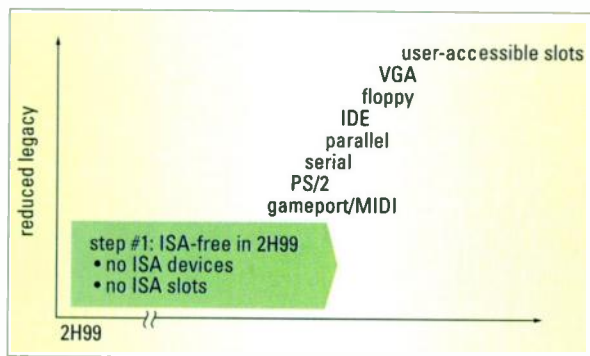 user-accessible slots
VGA
floppy
IDE
parallel
serial
PS/2
gameport/MIDI
reduced legacy
step #1: ISA-free in 2H99
• no ISA devices
• no ISA slots
2H99